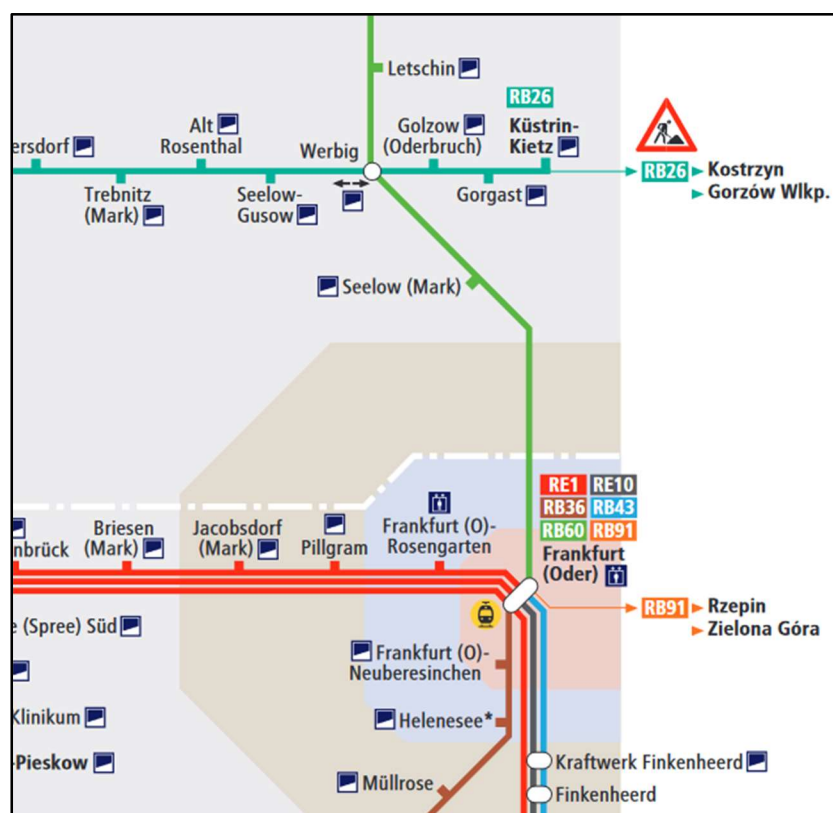 Letschin
RB26
ersdorf
Alt
Rosenthal
Werbig
Golzow
(Oderbruch)
Küstrin-
Kietz
Trebnitz
(Mark)
Seelow-
Gusow
Gorgast
RB26
Kostrzyn
Gorzów Wlkp.
Seelow (Mark)
RE1 RE10
RB36 RB43
RB60 RB91
Frankfurt
(Oder)
nbrück
Briesen
(Mark)
Jacobsdorf
(Mark)
Pillgram
Frankfurt (O)-
Rosengarten
RB91
Rzepin
Zielona Góra
e (Spree) Süd
Frankfurt (O)-
Neuberesinchen
Klinikum
Helenesee*
-Pieskow
Müllrose
Kraftwerk Finkenheerd
Finkenheerd